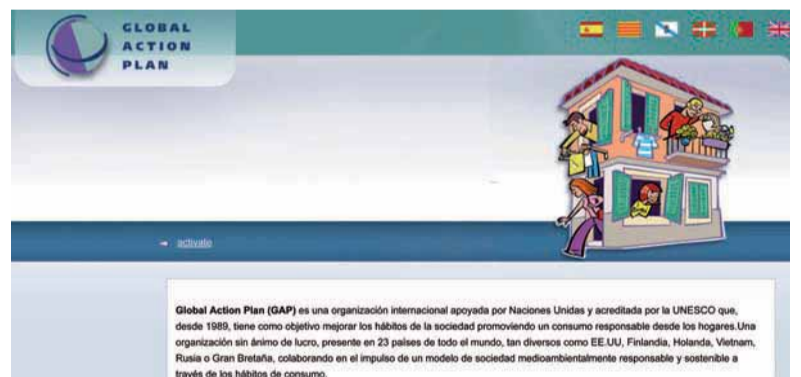 GLOBAL
ACTION
PLAN
activate
Global Action Plan (GAP) es una organización internacional apoyada por Naciones Unidas y acreditada por la UNESCO que,
desde 1989, tiene como objetivo mejorar los hábitos de la sociedad promoviendo un consumo responsable desde los hogares.Una
organización sin ánimo de lucro, presente en 23 países de todo el mundo, tan diversos como EE.UU, Finlandia, Holanda, Vietnam,
Rusia o Gran Bretaña, colaborando en el impulso de un modelo de sociedad medioambientalmente responsable y sostenible a
través de los hábitos de consumo.